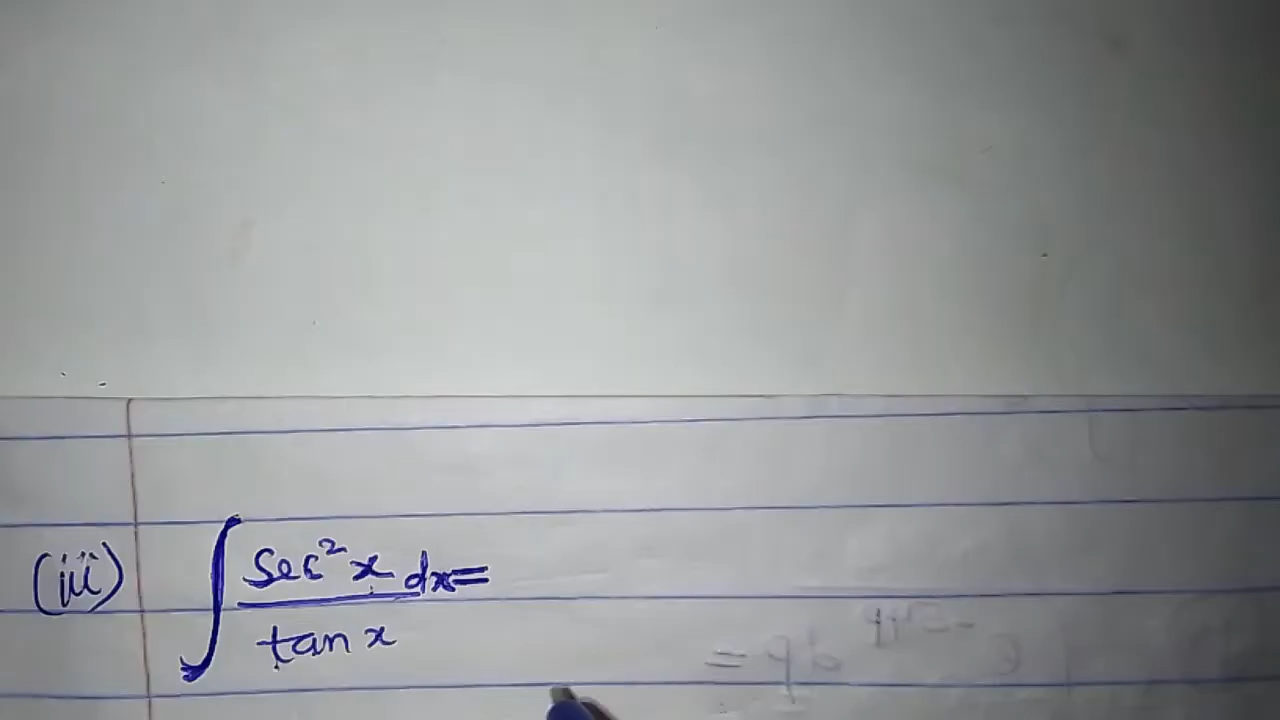 (iii) ∫ sec²x/tan x dx =